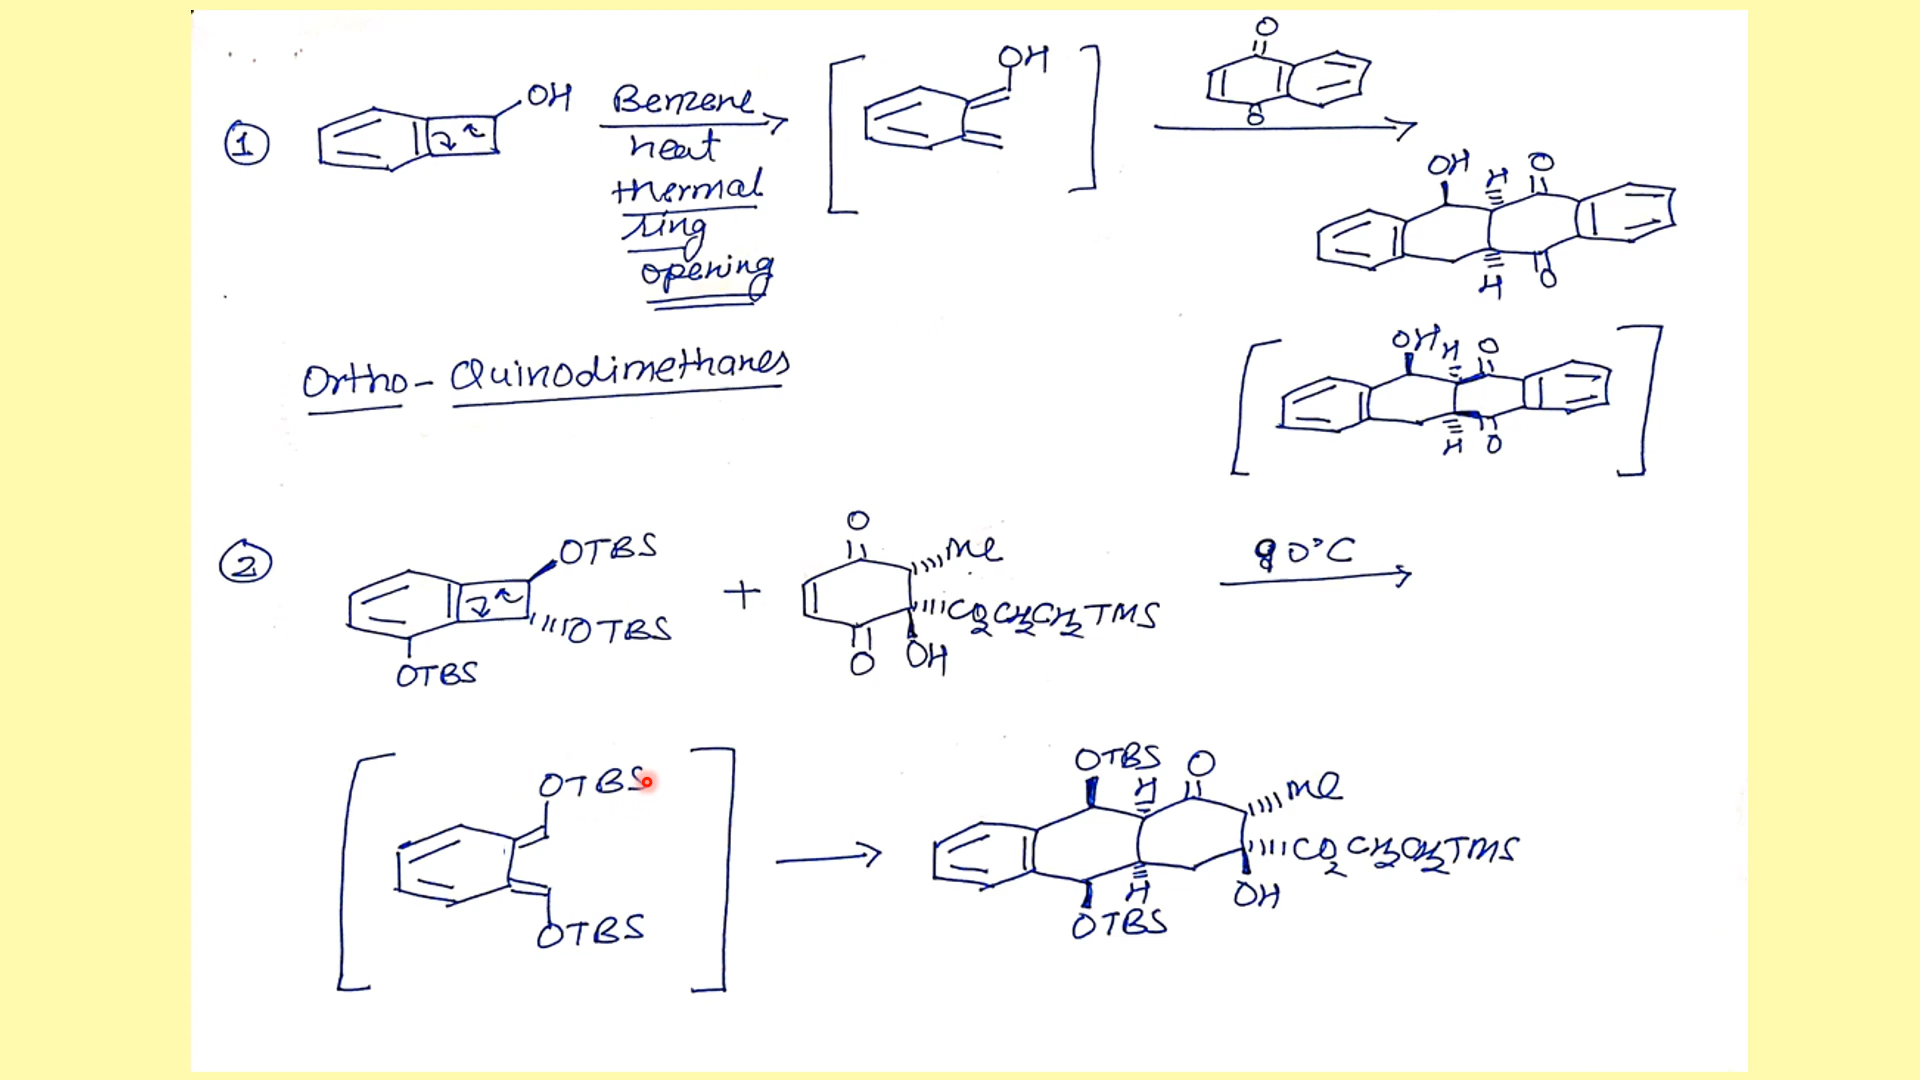 1
OH
Benzene
heat
thermal
ring
opening
OH
O
O
OH H O
H O
Ortho- Quinodimethanes
OH H O
H O
2
OTBS
OTBS
OTBS
+
O
Me
CO2CH2CH2TMS
O OH
90°C
OTBS
OTBS
OTBS H O
Me
CO2CH2CH2TMS
H
OTBS
OH